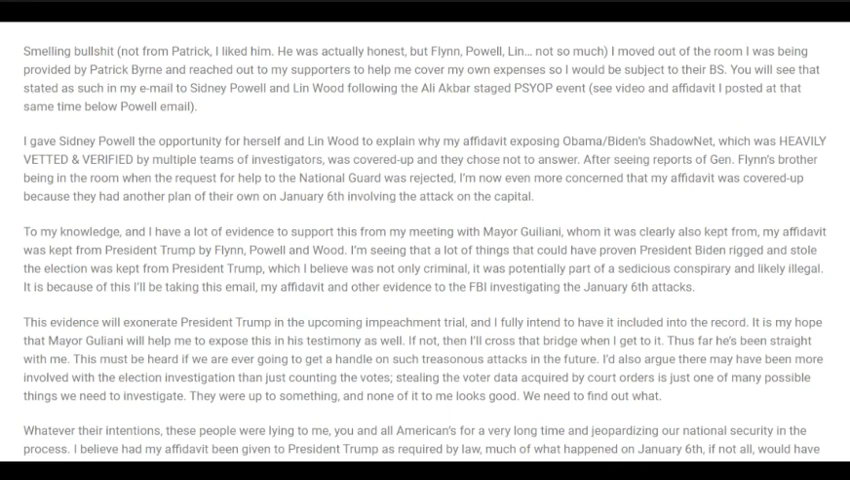 Smelling bullshit (not from Patrick, I liked him. He was actually honest, but Flynn, Powell, Lin... not so much) I moved out of the room I was being
provided by Patrick Byrne and reached out to my supporters to help me cover my own expenses so I would be subject to their BS. You will see that
stated as such in my e-mail to Sidney Powell and Lin Wood following the Ali Akbar staged PSYOP event (see video and affidavit I posted at that
same time below Powell email).
I gave Sidney Powell the opportunity for herself and Lin Wood to explain why my affidavit exposing Obama/Biden's ShadowNet, which was HEAVILY
VETTED & VERIFIED by multiple teams of investigators, was covered-up and they chose not to answer. After seeing reports of Gen. Flynn's brother
being in the room when the request for help to the National Guard was rejected, I'm now even more concerned that my affidavit was covered-up
because they had another plan of their own on January 6th involving the attack on the capital.
To my knowledge, and I have a lot of evidence to support this from my meeting with Mayor Guiliani, whom it was clearly also kept from, my affidavit
was kept from President Trump by Flynn, Powell and Wood. I'm seeing that a lot of things that could have proven President Biden rigged and stole
the election was kept from President Trump, which I believe was not only criminal, it was potentially part of a sedicious conspirary and likely illegal.
It is because of this I'll be taking this email, my affidavit and other evidence to the FBI investigating the January 6th attacks.
This evidence will exonerate President Trump in the upcoming impeachment trial, and I fully intend to have it included into the record. It is my hope
that Mayor Guliani will help me to expose this in his testimony as well. If not, then I'll cross that bridge when I get to it. Thus far he's been straight
with me. This must be heard if we are ever going to get a handle on such treasonous attacks in the future. I'd also argue there may have been more
involved with the election investigation than just counting the votes; stealing the voter data acquired by court orders is just one of many possible
things we need to investigate. They were up to something, and none of it to me looks good. We need to find out what.
Whatever their intentions, these people were lying to me, you and all American's for a very long time and jeopardizing our national security in the
process. I believe had my affidavit been given to President Trump as required by law, much of what happened on January 6th, if not all, would have